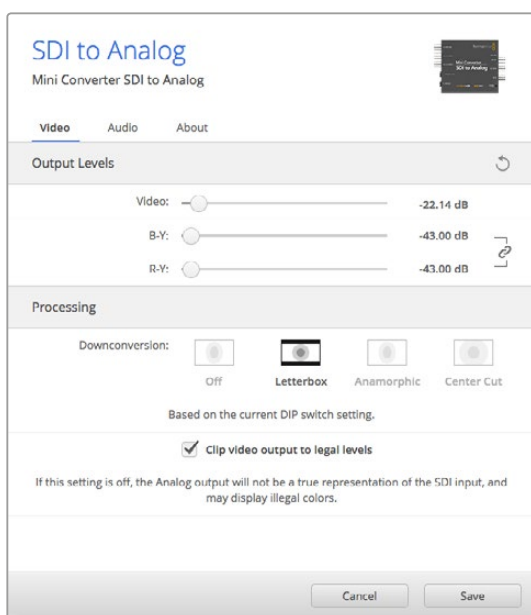 SDI to Analog
Mini Converter SDI to Analog
Video Audio About
Output Levels
Video: -22.14 dB
B-Y: -43.00 dB
R-Y: -43.00 dB
Processing
Downconversion:
Off Letterbox Anamorphic Center Cut
Based on the current DIP switch setting.
Clip video output to legal levels
If this setting is off, the Analog output will not be a true representation of the SDI input, and
may display illegal colors.
Cancel Save